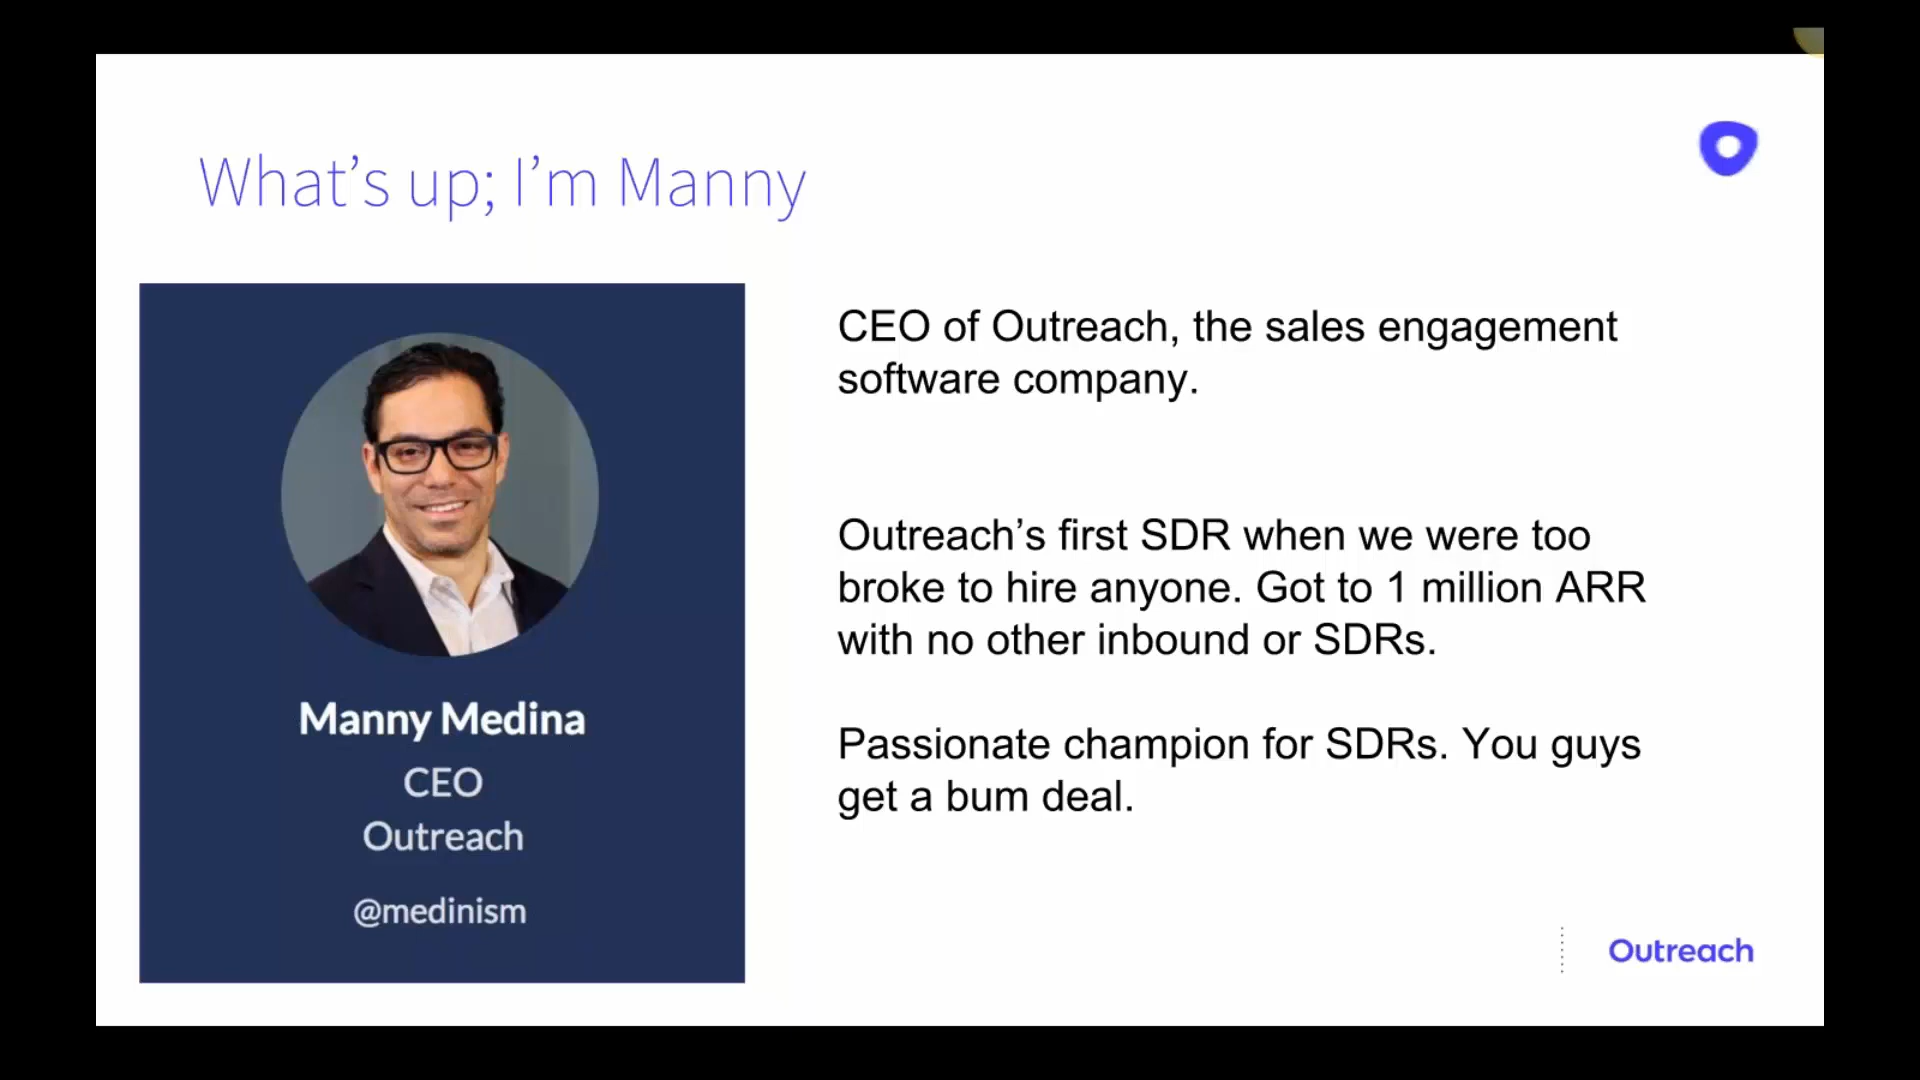 What’s up; I’m Manny
Manny Medina
CEO
Outreach
@medinism
CEO of Outreach, the sales engagement
software company.
Outreach’s first SDR when we were too
broke to hire anyone. Got to 1 million ARR
with no other inbound or SDRs.
Passionate champion for SDRs. You guys
get a bum deal.
Outreach